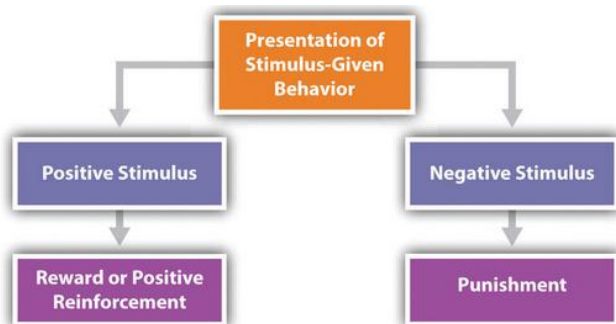 Presentation of
Stimulus-Given
Behavior
Positive Stimulus
Negative Stimulus
Reward or Positive
Reinforcement
Punishment